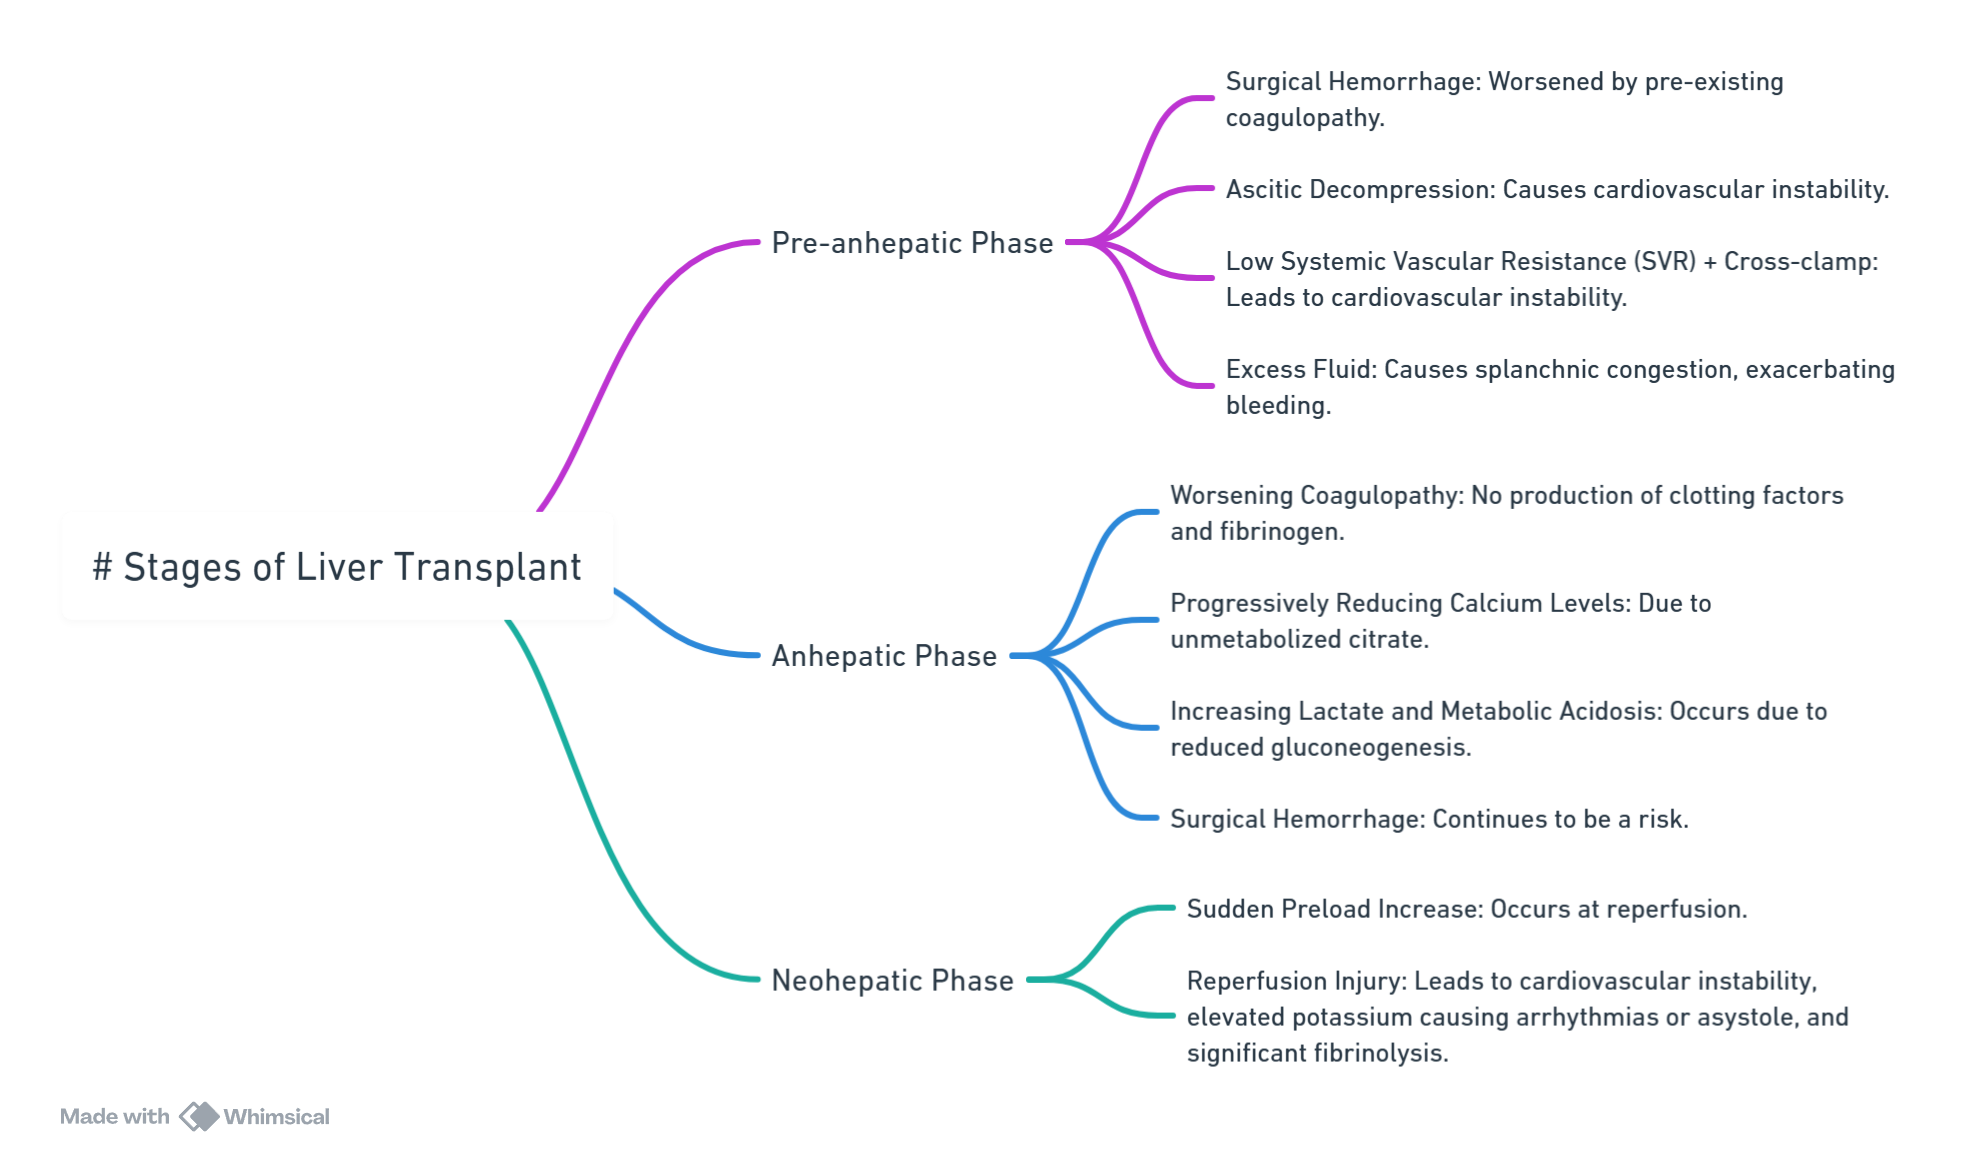 Surgical Hemorrhage: Worsened by pre-existing
coagulopathy.
Ascitic Decompression: Causes cardiovascular instability.
Pre-anhepatic Phase
Low Systemic Vascular Resistance (SVR) + Cross-clamp:
Leads to cardiovascular instability.
Excess Fluid: Causes splanchnic congestion, exacerbating
bleeding.
# Stages of Liver Transplant
Worsening Coagulopathy: No production of clotting factors
and fibrinogen.
Progressively Reducing Calcium Levels: Due to
unmetabolized citrate.
Anhepatic Phase
Increasing Lactate and Metabolic Acidosis: Occurs due to
reduced gluconeogenesis.
Surgical Hemorrhage: Continues to be a risk.
Sudden Preload Increase: Occurs at reperfusion.
Neohepatic Phase
Reperfusion Injury: Leads to cardiovascular instability,
elevated potassium causing arrhythmias or asystole, and
significant fibrinolysis.
Made with Whimsical